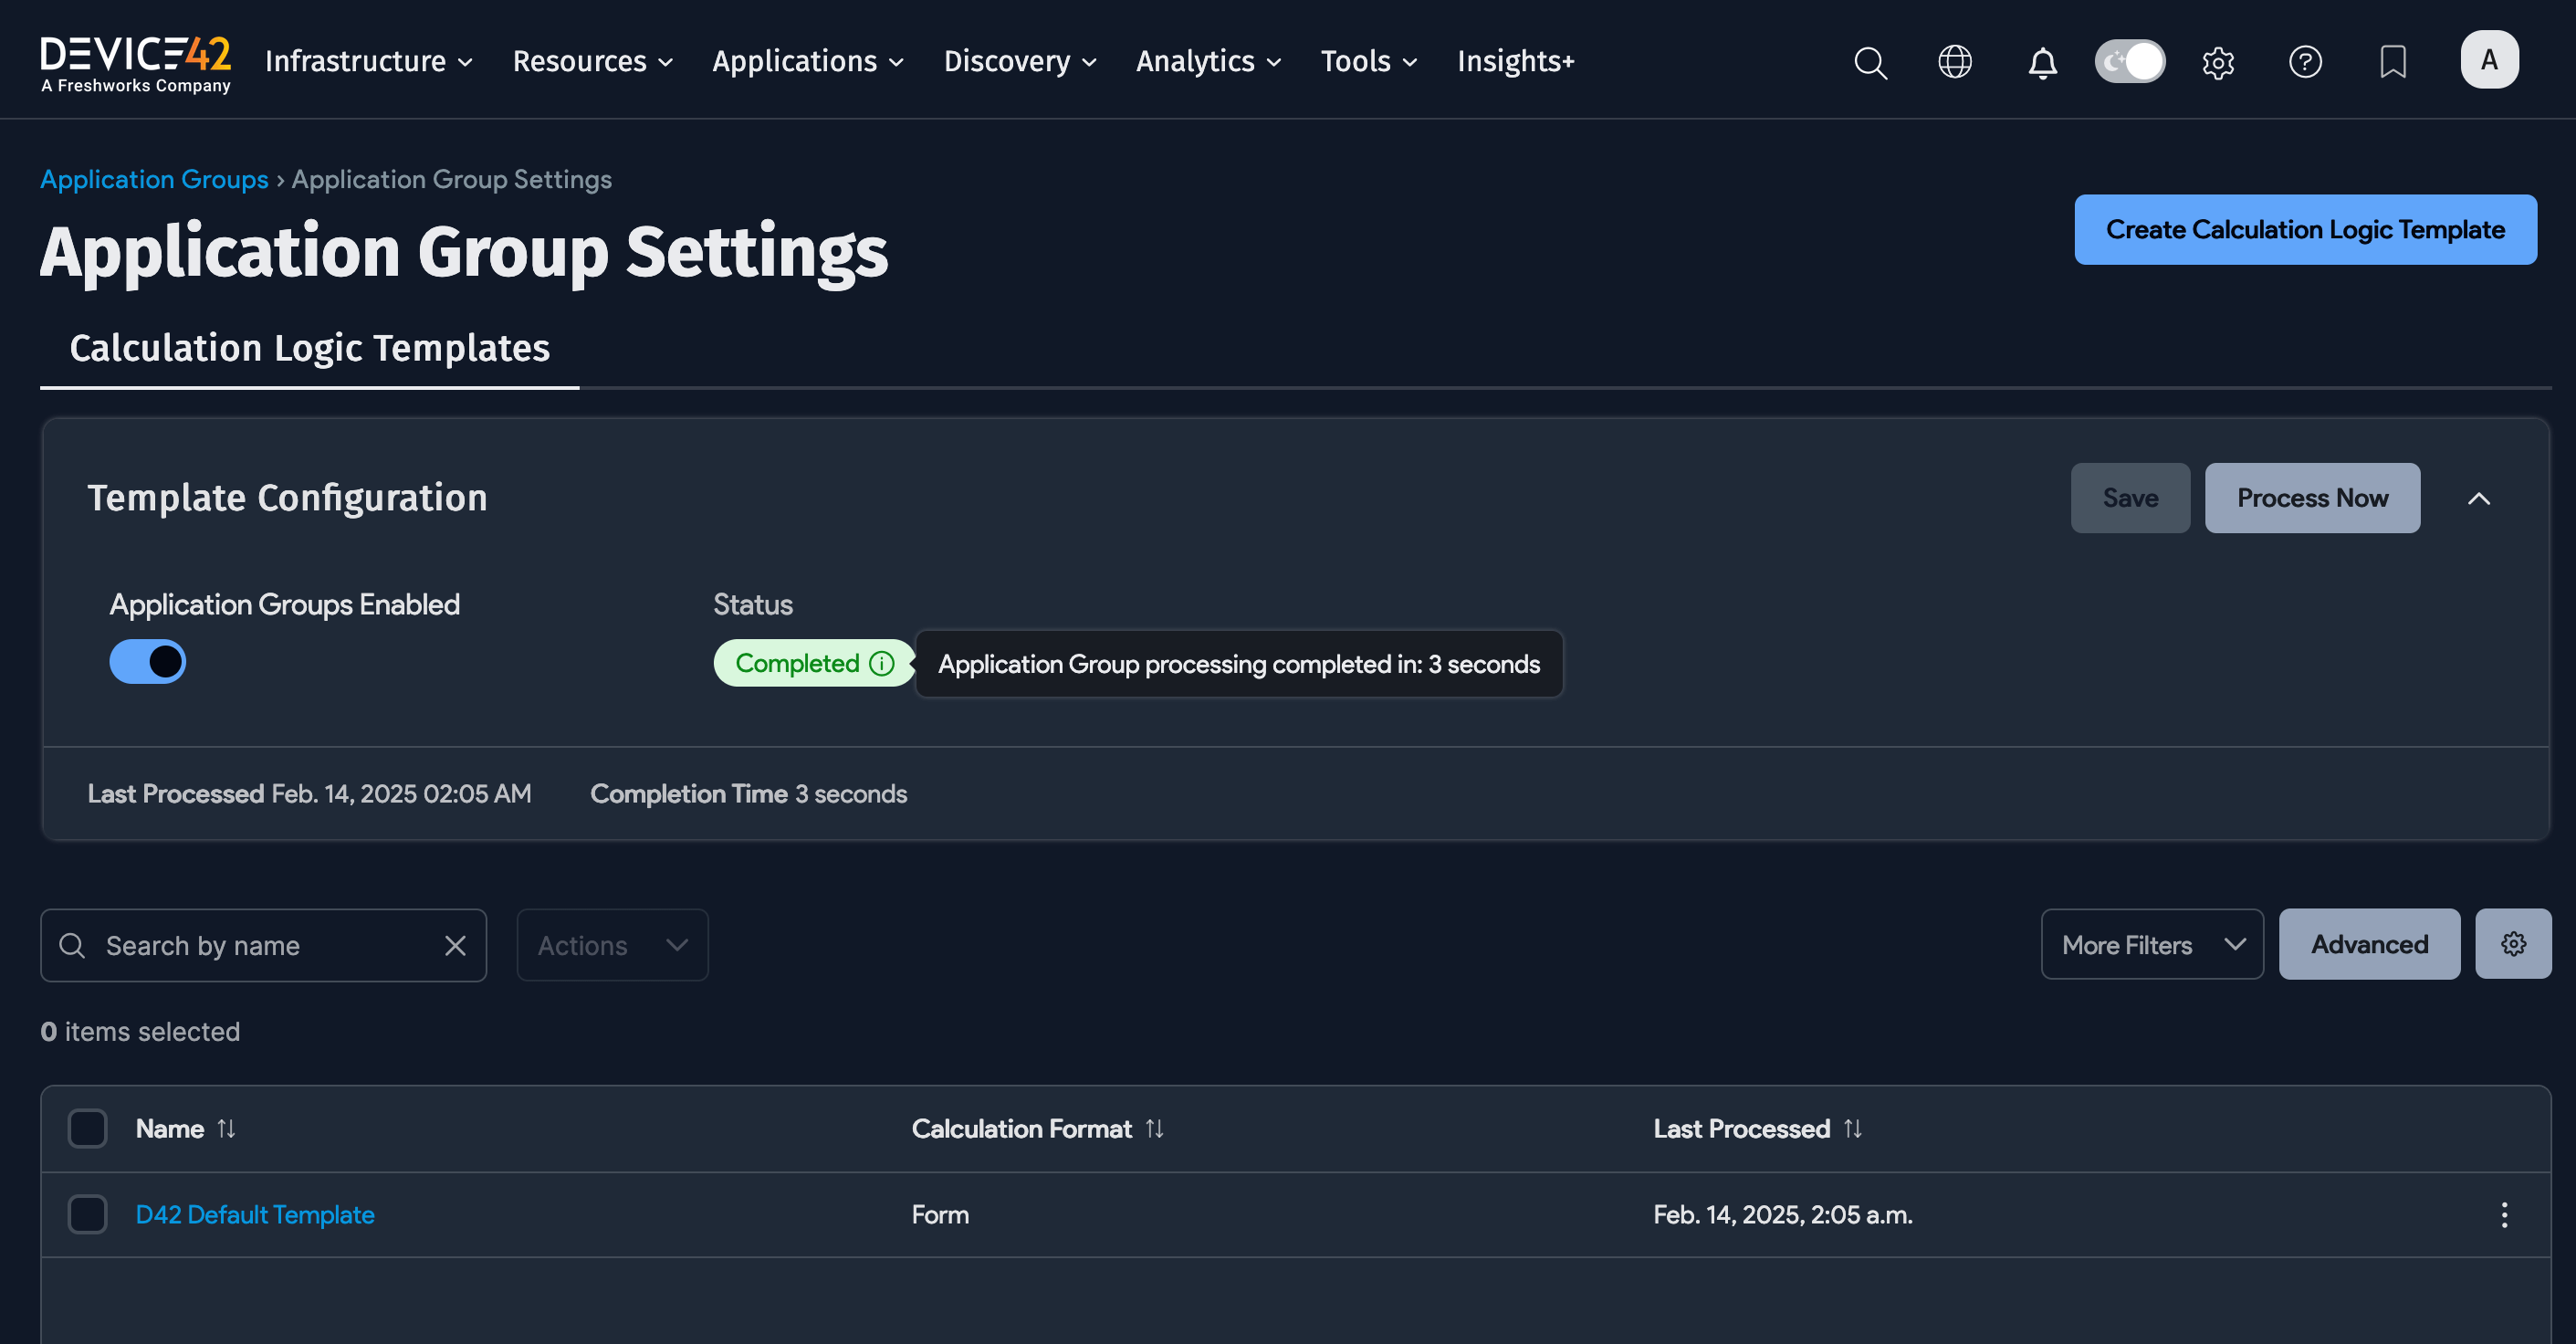 DEVICE42
A Freshworks Company
Infrastructure Resources Applications Discovery Analytics Tools Insights+
A
Application Groups › Application Group Settings
Application Group Settings
Create Calculation Logic Template
Calculation Logic Templates
Template Configuration
Save Process Now
Application Groups Enabled
Status
Completed
Application Group processing completed in: 3 seconds
Last Processed Feb. 14, 2025 02:05 AM Completion Time 3 seconds
Search by name Actions More Filters Advanced
0 items selected
Name Calculation Format Last Processed
D42 Default Template Form Feb. 14, 2025, 2:05 a.m.